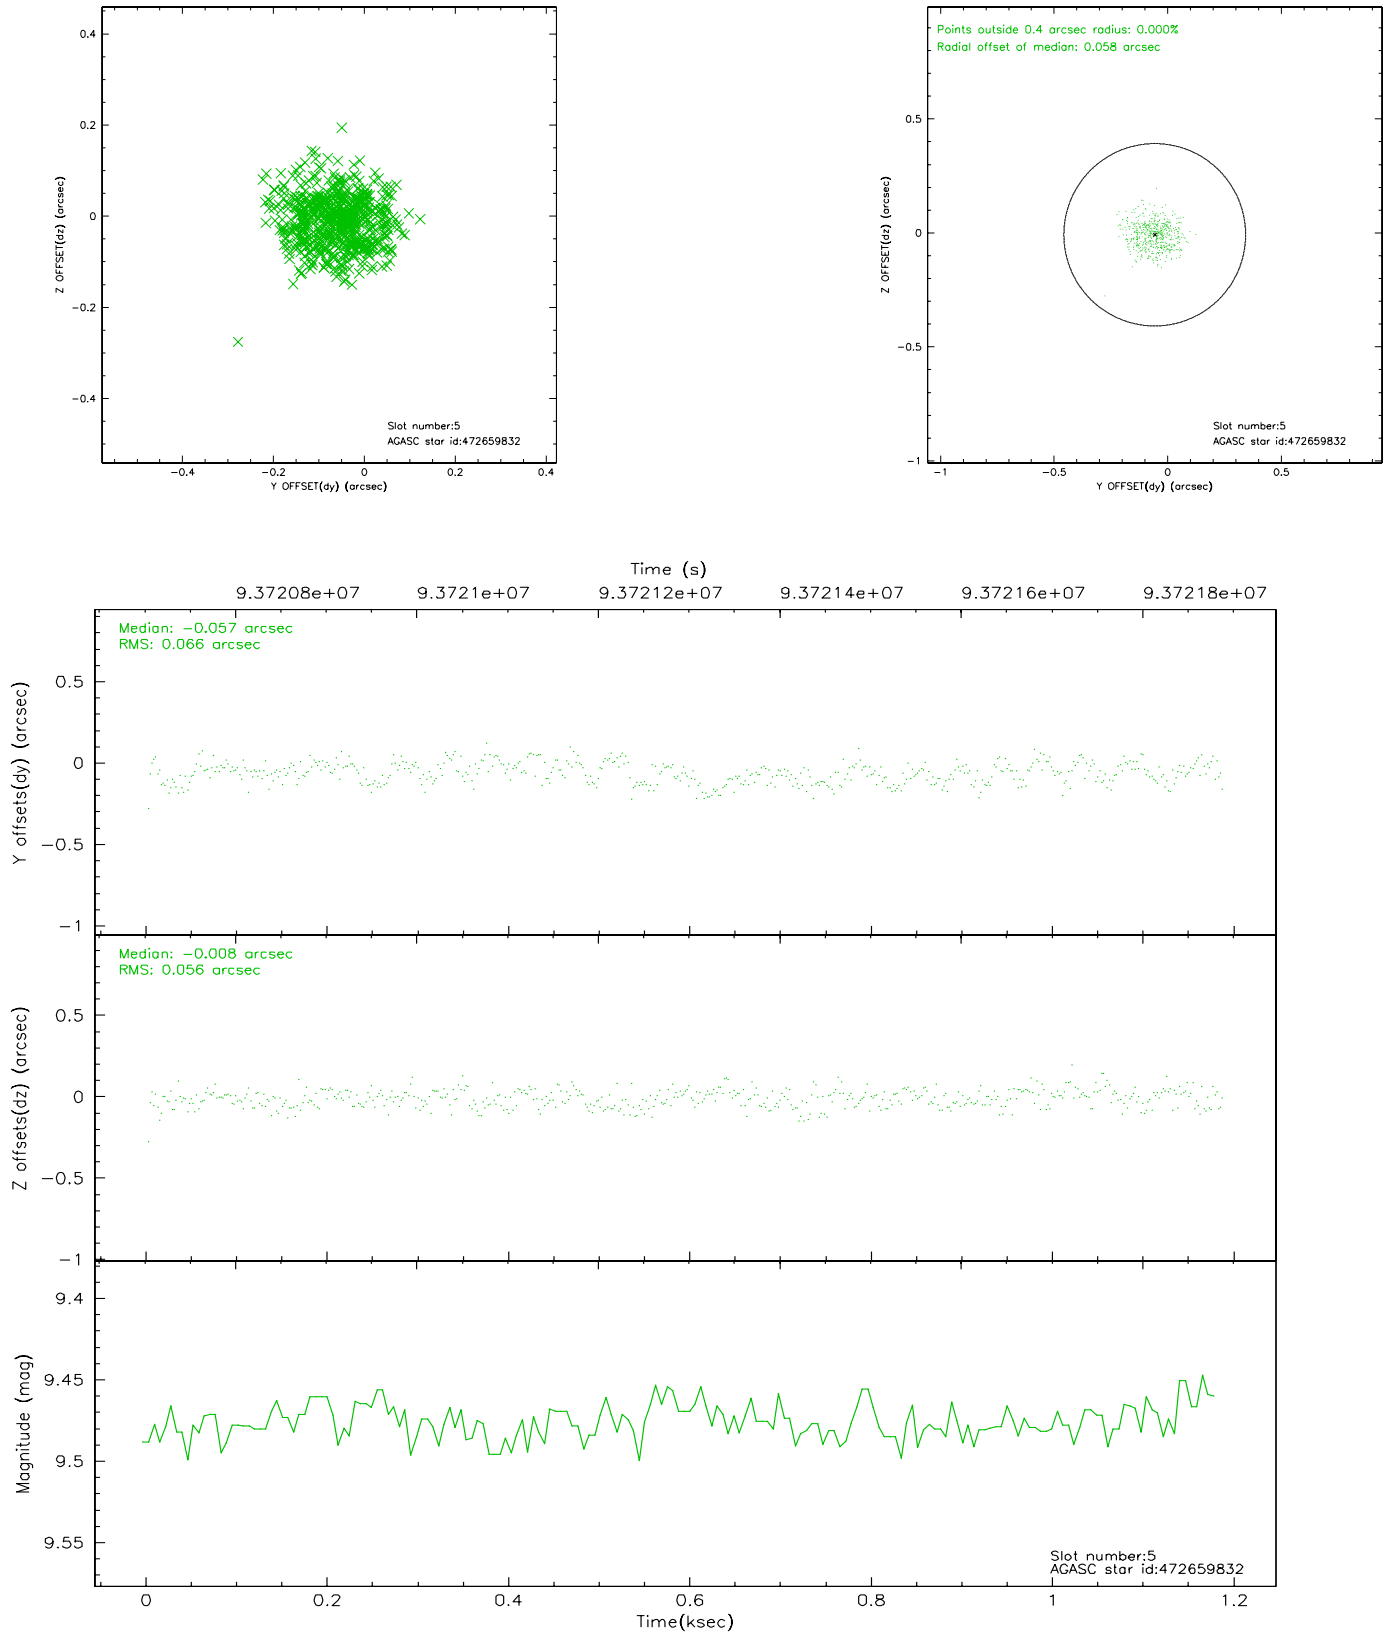 0.4
0.2
0
−0.2
−0.4
−0.4
−0.2
0
0.2
0.4
Z OFFSET(dz) (arcsec)
Y OFFSET(dy) (arcsec)
Slot number:5
AGASC star id:472659832
Points outside 0.4 arcsec radius: 0.000%
Radial offset of median: 0.058 arcsec
0.5
0
−0.5
−1
−1
−0.5
0
0.5
Z OFFSET(dz) (arcsec)
Y OFFSET(dy) (arcsec)
Slot number:5
AGASC star id:472659832
Time (s)
9.37208e+07
9.3721e+07
9.37212e+07
9.37214e+07
9.37216e+07
9.37218e+07
Median: −0.057 arcsec
RMS: 0.066 arcsec
0.5
0
−0.5
−1
Y offsets(dy) (arcsec)
Median: −0.008 arcsec
RMS: 0.056 arcsec
0.5
0
−0.5
−1
Z offsets(dz) (arcsec)
9.4
9.45
9.5
9.55
Magnitude (mag)
Slot number:5
AGASC star id:472659832
0
0.2
0.4
0.6
0.8
1
1.2
Time(ksec)